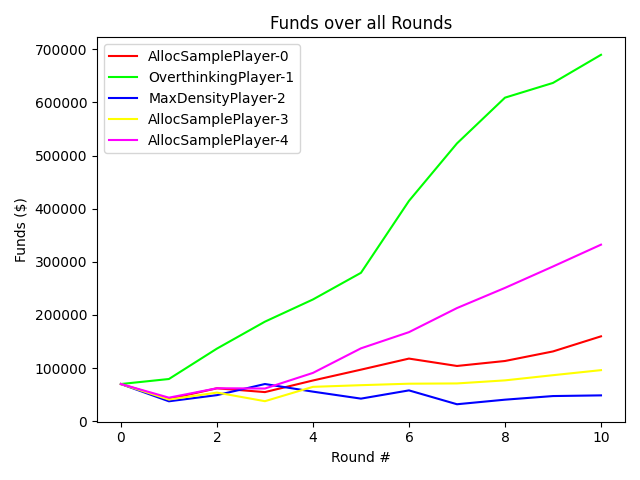 Funds over all Rounds
Funds ($)
700000
600000
500000
400000
300000
200000
100000
0
AllocSamplePlayer-0
OverthinkingPlayer-1
MaxDensityPlayer-2
AllocSamplePlayer-3
AllocSamplePlayer-4
0 2 4 6 8 10
Round #